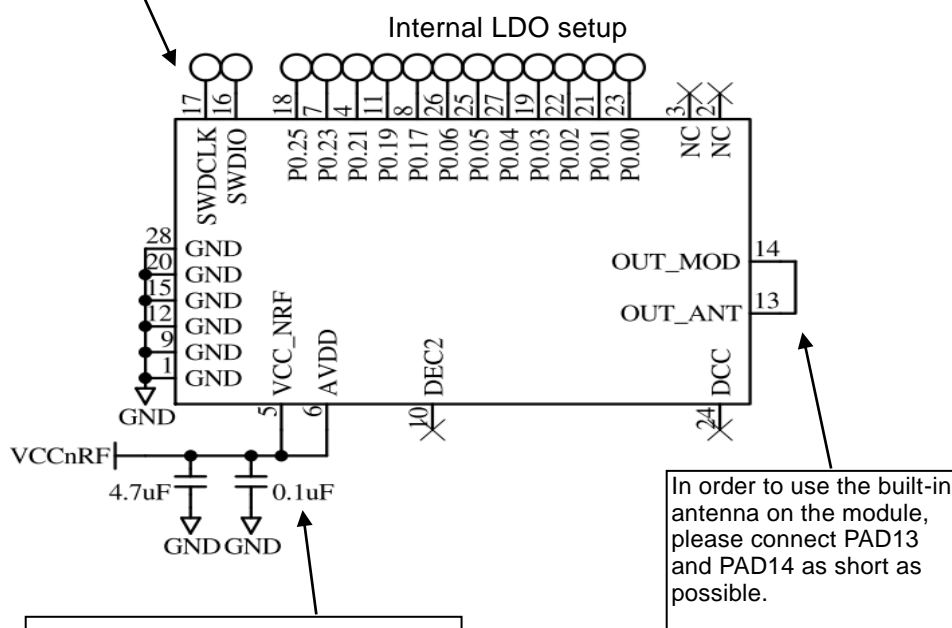 Internal LDO setup
17 16 18 7 4 11 8 26 25 27 19 22 21 23 3 2
SWDCLK SWDIO P0.25 P0.23 P0.21 P0.19 P0.17 P0.06 P0.05 P0.04 P0.03 P0.02 P0.01 P0.00 NC NC
28 GND
20 GND
15 GND
12 GND
9 GND
1 GND
OUT_MOD 14
OUT_ANT 13
VCC_NRF AVDD DEC2 DCC
5 6 10 24
GND
VCCnRF
4.7uF 0.1uF
GND GND
In order to use the built-in
antenna on the module,
please connect PAD13
and PAD14 as short as
possible.